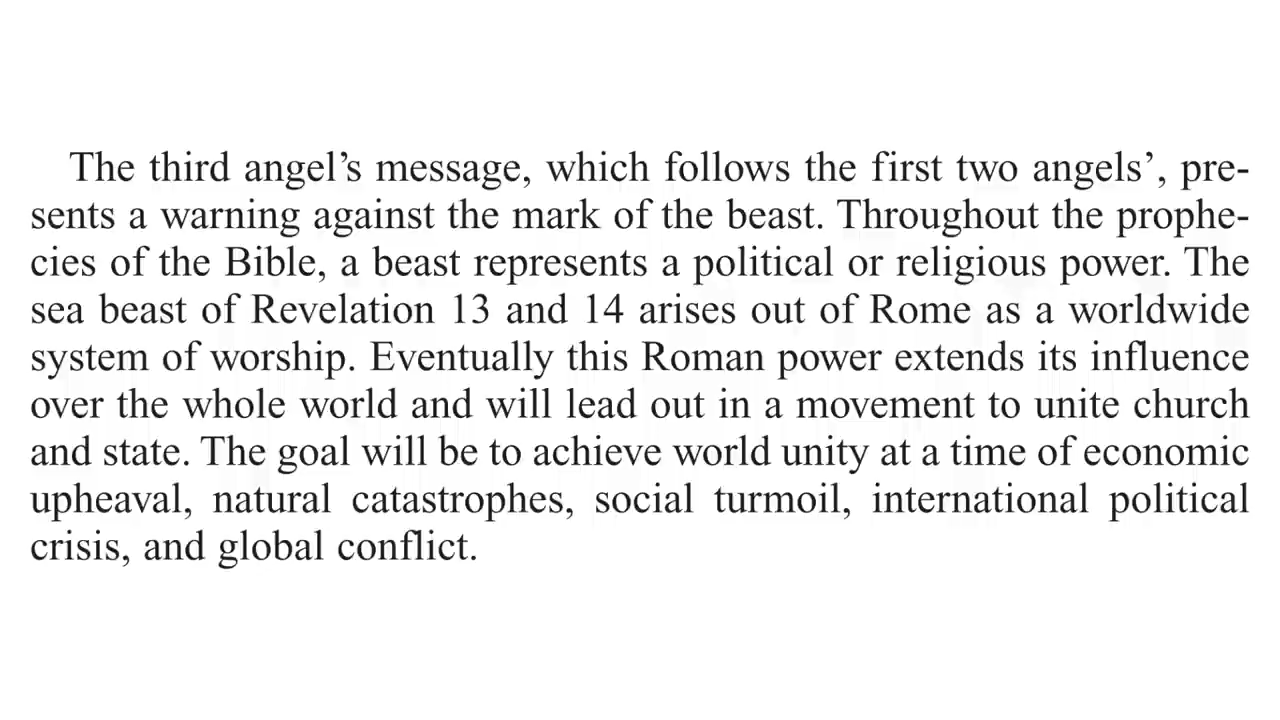 The third angel’s message, which follows the first two angels’, pre-
sents a warning against the mark of the beast. Throughout the prophe-
cies of the Bible, a beast represents a political or religious power. The
sea beast of Revelation 13 and 14 arises out of Rome as a worldwide
system of worship. Eventually this Roman power extends its influence
over the whole world and will lead out in a movement to unite church
and state. The goal will be to achieve world unity at a time of economic
upheaval, natural catastrophes, social turmoil, international political
crisis, and global conflict.